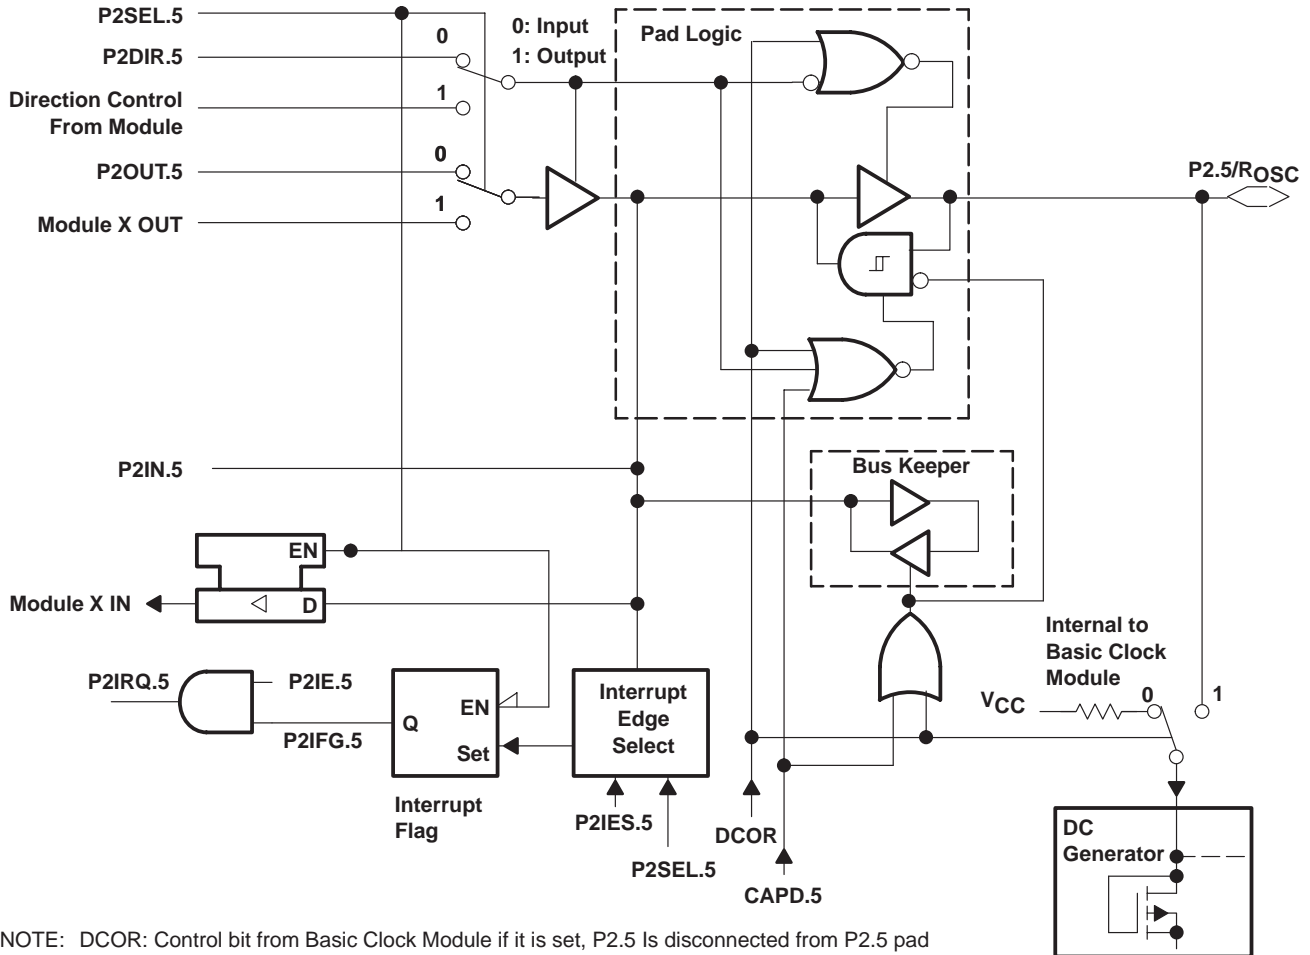 P2SEL.5
0
P2DIR.5
0: Input
1: Output
Pad Logic
Direction Control
From Module
1
P2OUT.5
0
Module X OUT
1
P2.5/ROSC
P2IN.5
Bus Keeper
EN
Module X IN
D
Internal to
Basic Clock
Module
VCC
0
1
P2IRQ.5
P2IE.5
P2IFG.5
Q
EN
Set
Interrupt
Edge
Select
Interrupt
Flag
P2IES.5
P2SEL.5
DCOR
CAPD.5
DC
Generator
NOTE: DCOR: Control bit from Basic Clock Module if it is set, P2.5 Is disconnected from P2.5 pad